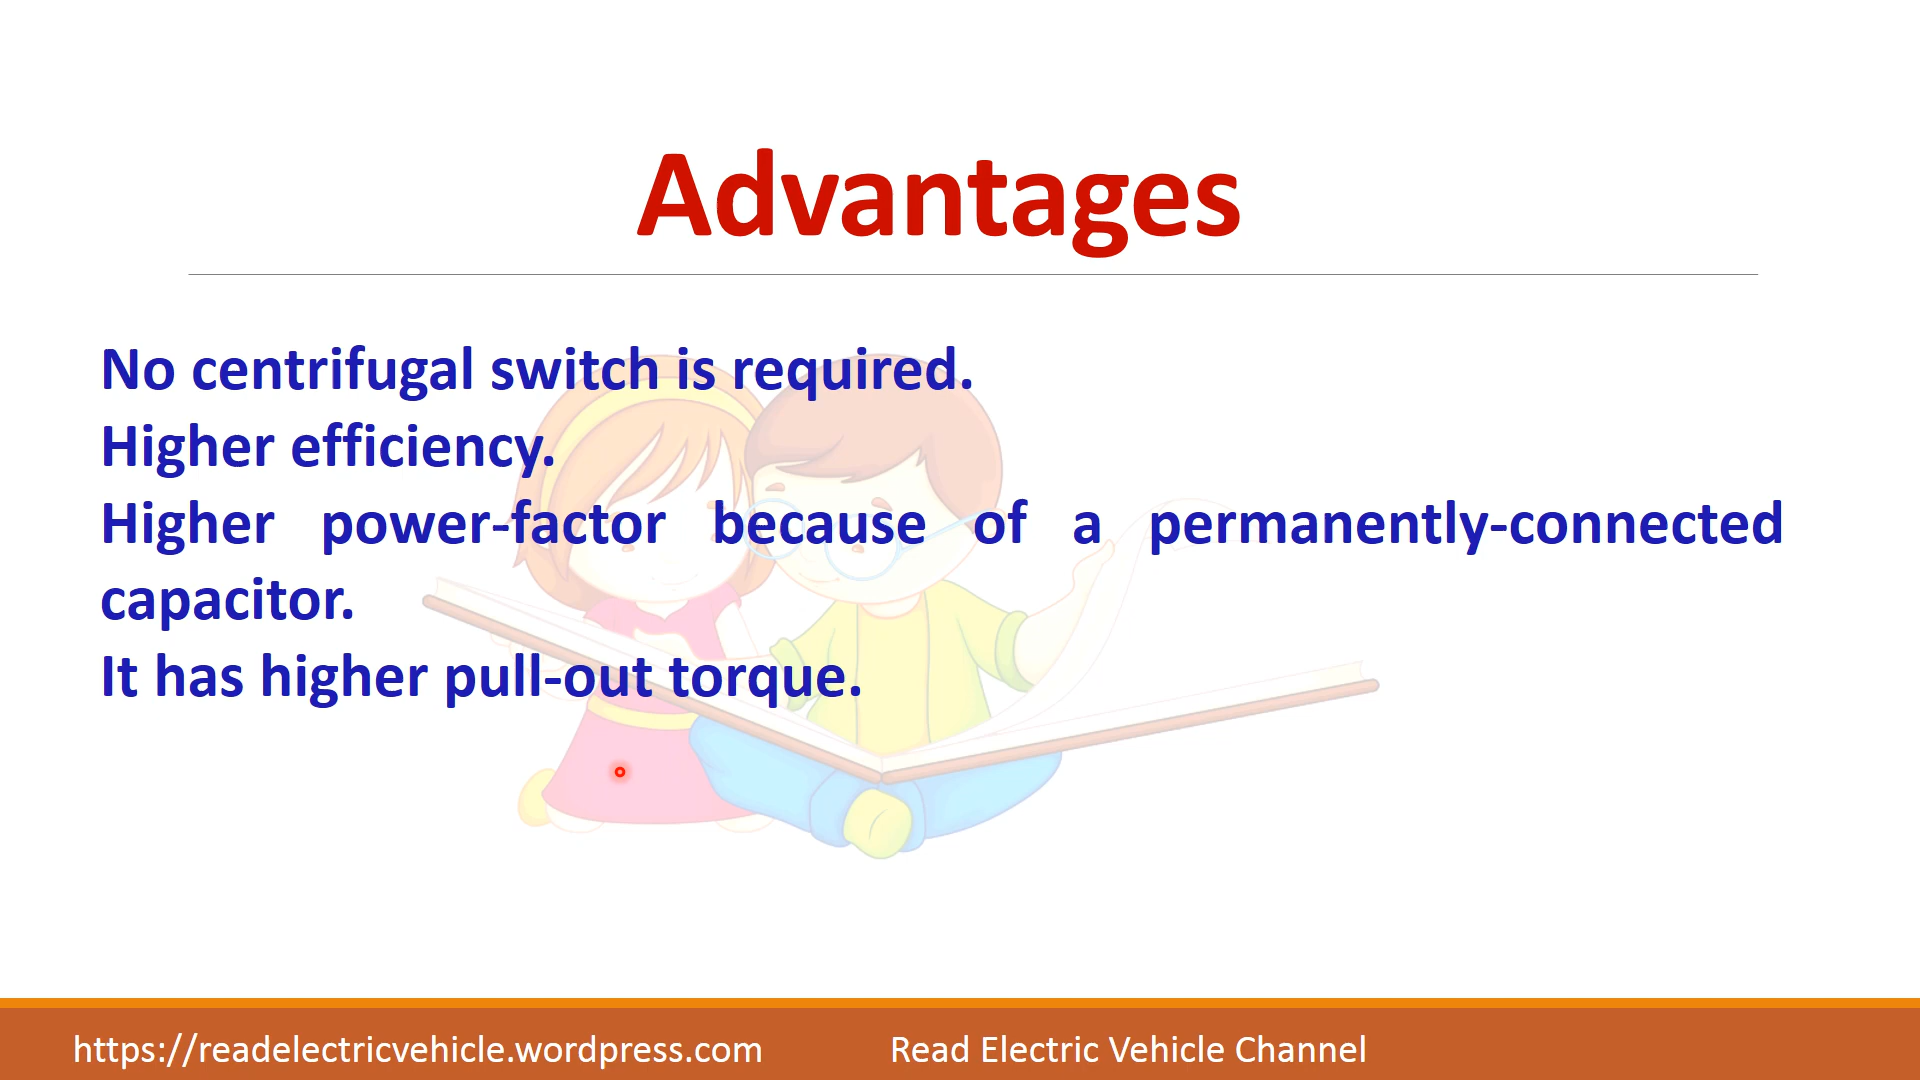 Advantages
No centrifugal switch is required.
Higher efficiency.
Higher power-factor because of a permanently-connected
capacitor.
It has higher pull-out torque.
https://readelectricvehicle.wordpress.com
Read Electric Vehicle Channel